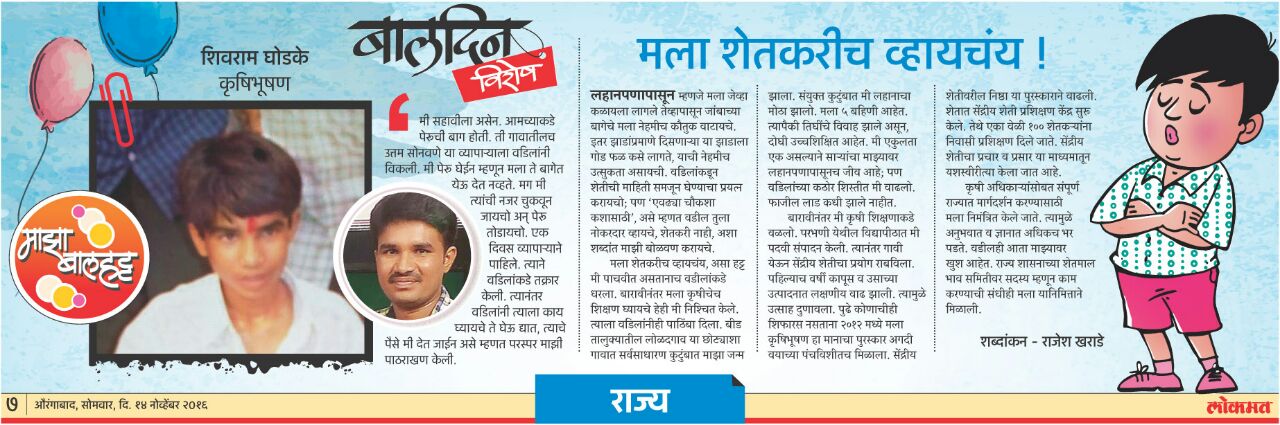 शिवराम घोडके
कृषिभूषण
बालदिन
विशेष
माझा
बालहट्ट
मी सहावीला असेन. आमच्याकडे
पेरूची बाग होती. ती गावातीलच
उतम सोनवणे या व्यापाऱ्याला वडिलांनी
विकली. मी पेरू घेईन म्हणून मला ते बागेत
येऊ देत नव्हते. मग मी
त्यांची नजर चुकवून
जायचो अन् पेरू
तोडायचो. एक
दिवस व्यापाऱ्याने
पाहिले. त्याने
वडिलांकडे तक्रार
केली. त्यानंतर
वडिलांनी त्याला काय
घ्यायचे ते घेऊ द्यात, त्याचे
पैसे मी देत जाईन असे म्हणत परस्पर माझी
पाठराखण केली.
मला शेतकरीच व्हायचंय !
लहानपणापासून म्हणजे मला जेव्हा
कळायला लागले तेव्हापासून जांबाच्या
बागेचे मला नेहमीच कौतुक वाटायचे.
इतर झाडांप्रमाणे दिसणाऱ्या या झाडाला
गोड फळ कसे लागते, याची नेहमीच
उत्सुकता असायची. वडिलांकडून
शेतीची माहिती समजून घेण्याचा प्रयत्न
करायचो; पण 'एवढ्या चौकशा
कशासाठी', असे म्हणत वडील तुला
नोकरदार व्हायचे, शेतकरी नाही, अशा
शब्दांत माझी बोळवण करायचे.
मला शेतकरीच व्हायचंय, असा हट्ट
मी पाचवीत असतानाच वडीलांकडे
धरला. बारावीनंतर मला कृषीचेच
शिक्षण घ्यायचे हेही मी निश्चित केले.
त्याला वडिलांनीही पाठिंबा दिला. बीड
तालुक्यातील लोळदगाव या छोट्याशा
गावात सर्वसाधारण कुटुंबात माझा जन्म
झाला. संयुक्त कुटुंबात मी लहानाचा
मोठा झालो. मला ५ बहिणी आहेत.
त्यापैकी तिघींचे विवाह झाले असून,
दोघी उच्चशिक्षित आहेत. मी एकुलता
एक असल्याने साऱ्यांचा माझ्यावर
लहानपणापासूनच जीव आहे; पण
वडिलांच्या कठोर शिस्तीत मी वाढलो.
फाजील लाड कधी झाले नाहीत.
बारावीनंतर मी कृषी शिक्षणाकडे
वळलो. परभणी येथील विद्यापीठात मी
पदवी संपादन केली. त्यानंतर गावी
येऊन सेंद्रीय शेतीचा प्रयोग राबविला.
पहिल्याच वर्षी कापूस व उसाच्या
उत्पादनात लक्षणीय वाढ झाली. त्यामुळे
उत्साह दुणावला. पुढे कोणाचीही
शिफारस नसताना २०१२ मध्ये मला
कृषिभूषण हा मानाचा पुरस्कार अगदी
वयाच्या पंचविशीतच मिळाला. सेंद्रीय
शेतीवरील निष्ठा या पुरस्काराने वाढली.
शेतात सेंद्रीय शेती प्रशिक्षण केंद्र सुरु
केले. तेथे एका वेळी १०० शेतकऱ्यांना
निवासी प्रशिक्षण दिले जाते. सेंद्रीय
शेतीचा प्रचार व प्रसार या माध्यमातून
यशस्वीरीत्या केला जात आहे.
कृषी अधिकाऱ्यांसोबत संपूर्ण
राज्यात मार्गदर्शन करण्यासाठी
मला निमंत्रित केले जाते. त्यामुळे
अनुभवात व ज्ञानात अधिकच भर
पडते. वडीलही आता माझ्यावर
खुश आहेत. राज्य शासनाच्या शेतमाल
भाव समितीवर सदस्य म्हणून काम
करण्याची संधीही मला यानिमित्ताने
मिळाली.
शब्दांकन - राजेश खराडे
७ औरंगाबाद, सोमवार, दि. १४ नोव्हेंबर २०१६
राज्य
लोकमत